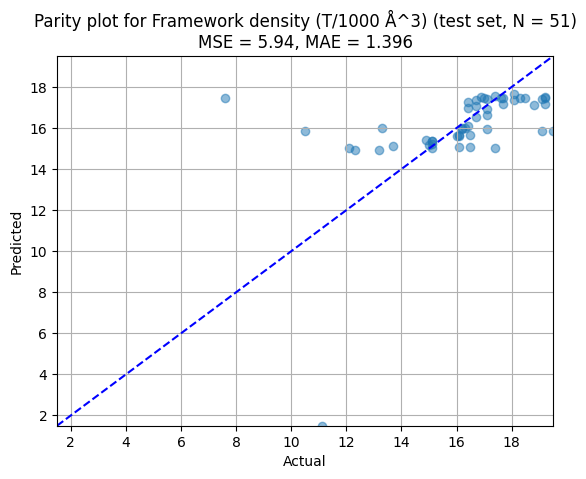 Parity plot for Framework density (T/1000 Å^3) (test set, N = 51)
MSE = 5.94, MAE = 1.396
18
16
14
12
10
8
6
4
2
Predicted
2 4 6 8 10 12 14 16 18
Actual